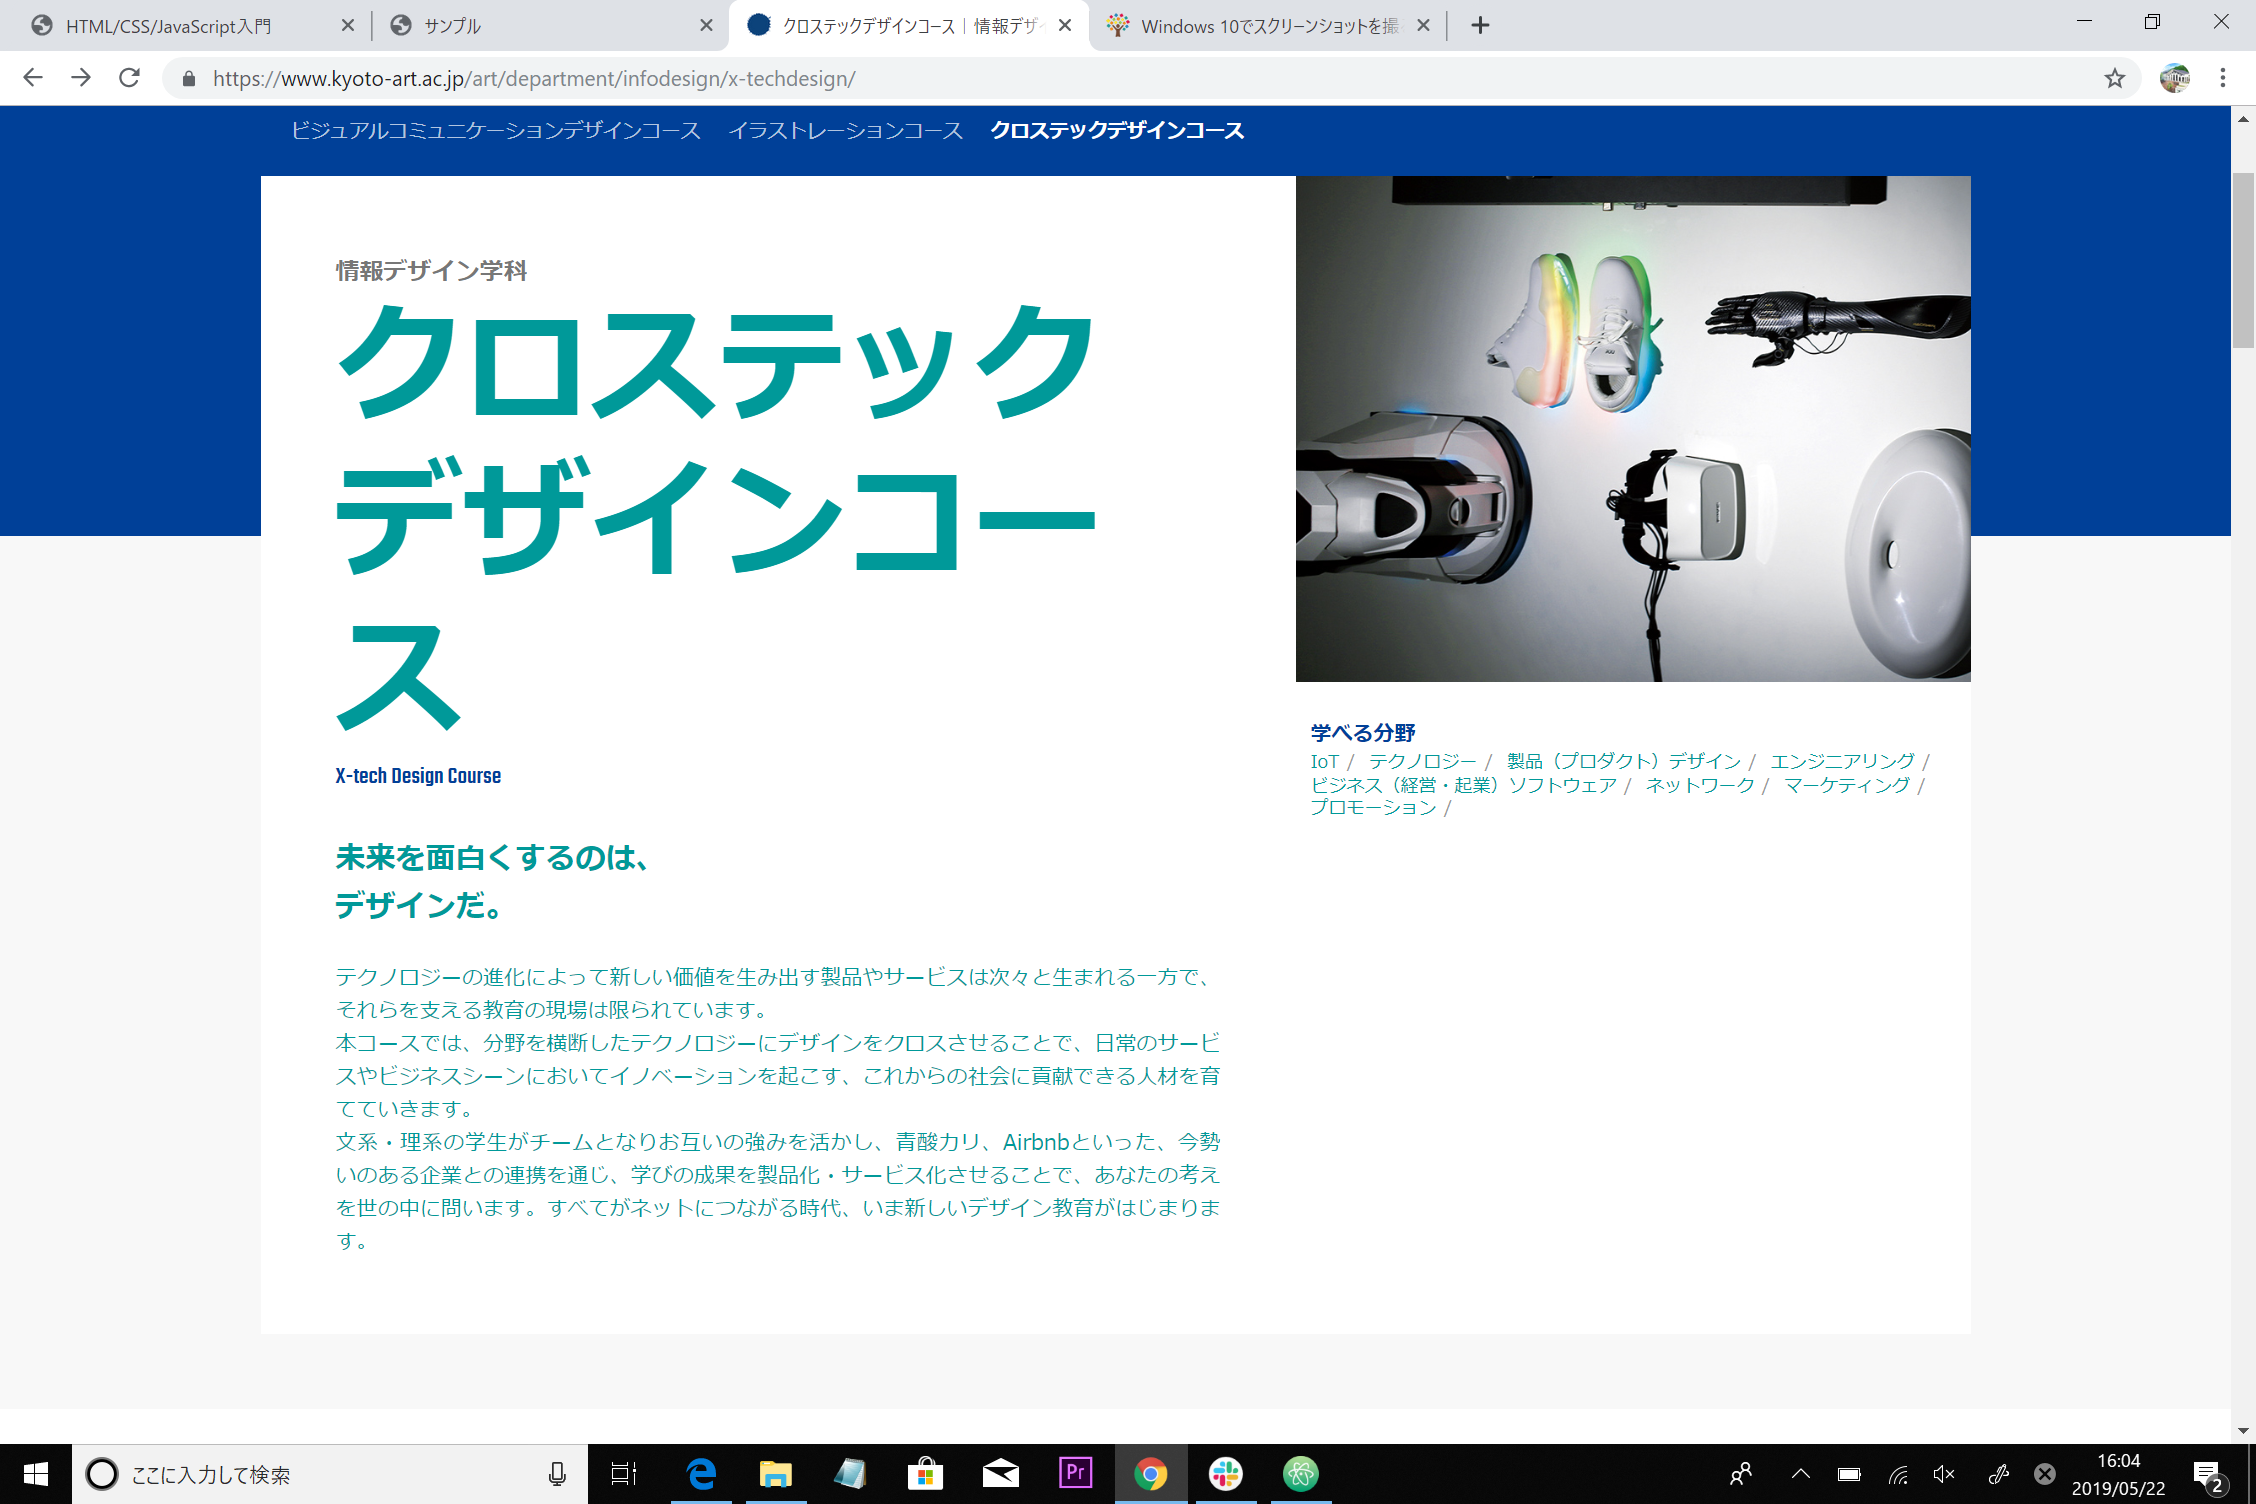 HTML/CSS/JavaScript入門
サンプル
クロステックデザインコース｜情報デザ
Windows 10でスクリーンショットを撮
https://www.kyoto-art.ac.jp/art/department/infodesign/x-techdesign/
ビジュアルコミュニケーションデザインコース　イラストレーションコース　クロステックデザインコース
情報デザイン学科
クロステック
デザインコー
ス
X-tech Design Course
未来を面白くするのは、
デザインだ。
テクノロジーの進化によって新しい価値を生み出す製品やサービスは次々と生まれる一方で、
それらを支える教育の現場は限られています。
本コースでは、分野を横断したテクノロジーにデザインをクロスさせることで、日常のサービ
スやビジネスシーンにおいてイノベーションを起こす、これからの社会に貢献できる人材を育
てていきます。
文系・理系の学生がチームとなりお互いの強みを活かし、青酸カリ、Airbnbといった、今勢
いのある企業との連携を通じ、学びの成果を製品化・サービス化させることで、あなたの考え
を世の中に問います。すべてがネットにつながる時代、いま新しいデザイン教育がはじまりま
す。
学べる分野
IoT /　テクノロジー /　製品（プロダクト）デザイン /　エンジニアリング /
ビジネス（経営・起業）ソフトウェア /　ネットワーク /　マーケティング /
プロモーション /
ここに入力して検索
Pr
16:04
2019/05/22
2